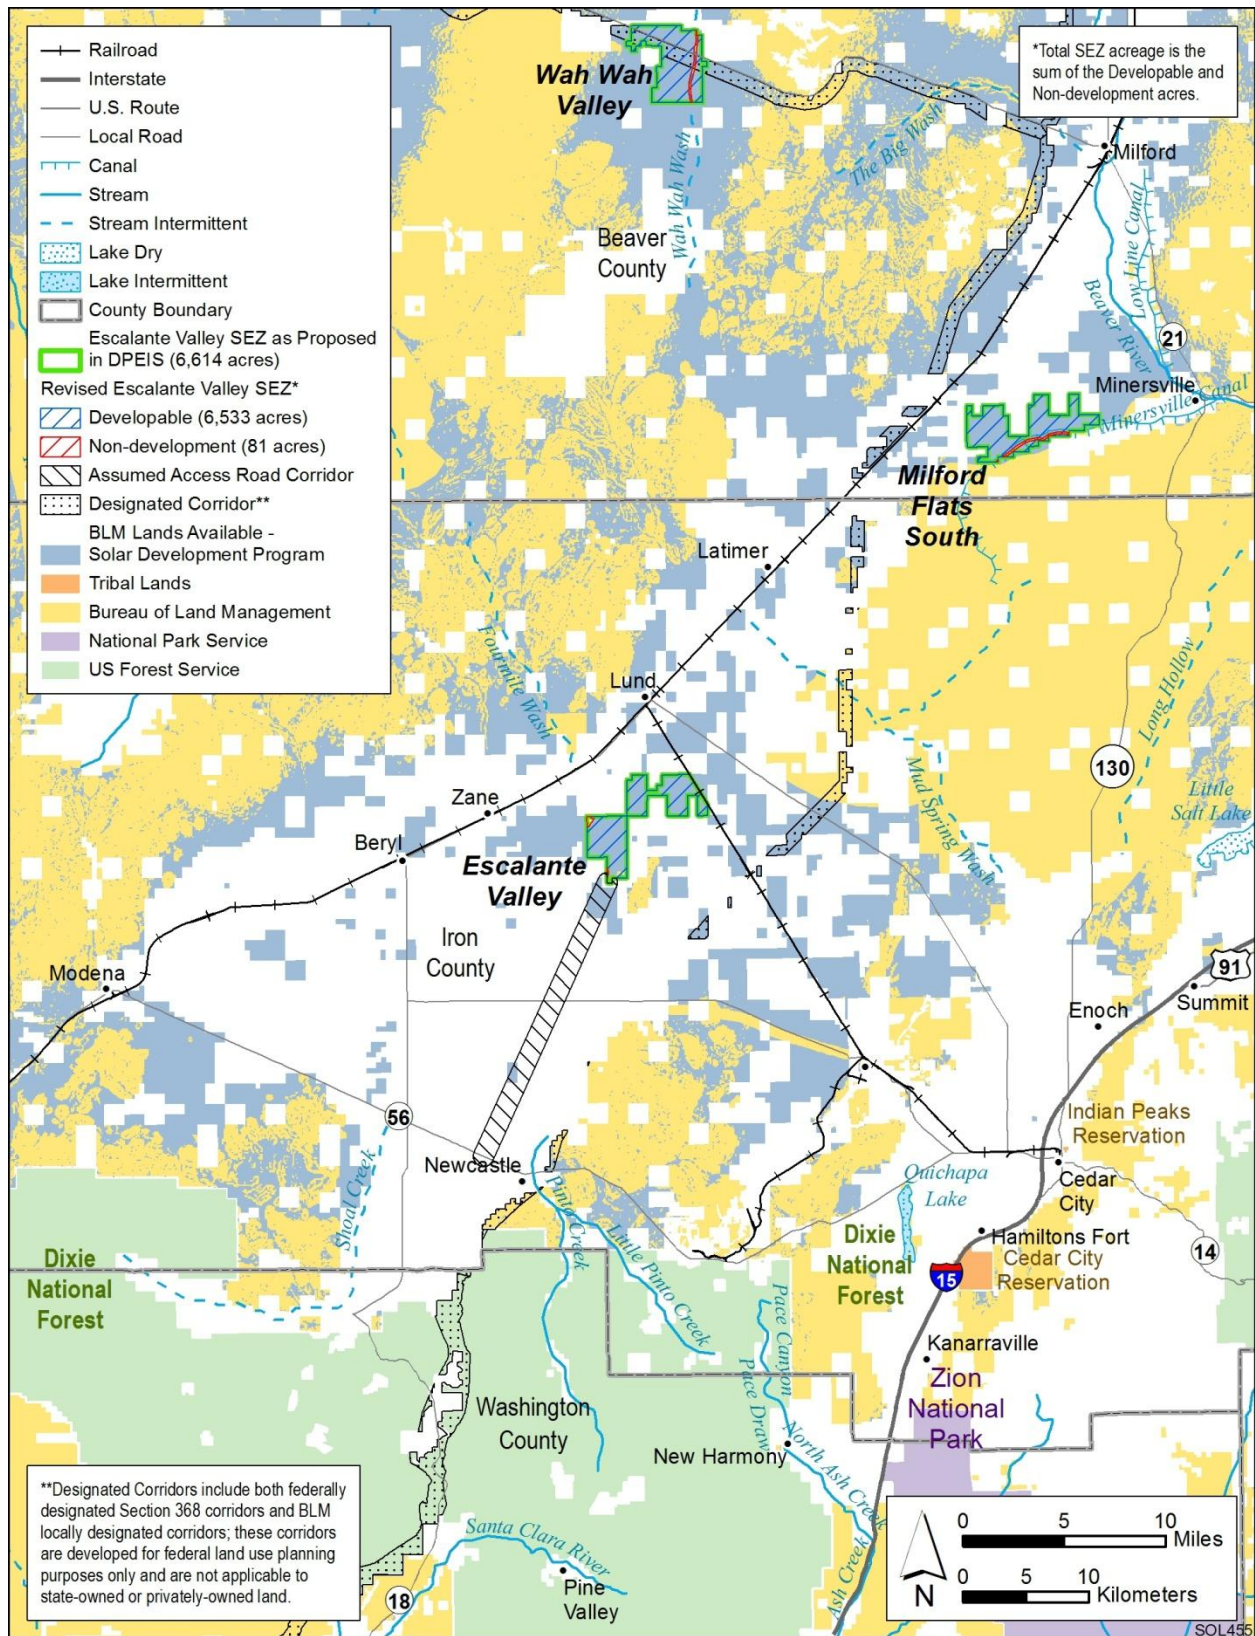 Railroad
Interstate
U.S. Route
Local Road
Canal
Stream
Stream Intermittent
Lake Dry
Lake Intermittent
County Boundary
Escalante Valley SEZ as Proposed
in DPEIS (6,614 acres)
Revised Escalante Valley SEZ*
Developable (6,533 acres)
Non-development (81 acres)
Assumed Access Road Corridor
Designated Corridor**
BLM Lands Available -
Solar Development Program
Tribal Lands
Bureau of Land Management
National Park Service
US Forest Service
*Total SEZ acreage is the
sum of the Developable and
Non-development acres.
Wah Wah
Valley
The Big Wash
Milford
Wah Wah Wash
Beaver
County
Low Line Canal
Beaver River
21
Minersville
Minersville Canal
Milford
Flats
South
Latimer
Fourmile Wash
Lund
Long Hollow
130
Mud Spring Wash
Little
Salt Lake
Zane
Beryl
Escalante
Valley
Iron
County
Modena
91
Summit
Enoch
56
Indian Peaks
Reservation
Newcastle
Cedar
City
Quichapa
Lake
Shoal Creek
Pinto Creek
Little Pinto Creek
Hamiltons Fort
Cedar City
Reservation
14
Dixie
National
Forest
Dixie
National
Forest
15
Pace Canyon
Pace Draw
Kanarraville
Zion
National
Park
Washington
County
New Harmony
North Ash Creek
Ash Creek
Santa Clara River
Pine
Valley
18
**Designated Corridors include both federally
designated Section 368 corridors and BLM
locally designated corridors; these corridors
are developed for federal land use planning
purposes only and are not applicable to
state-owned or privately-owned land.
N
0 5 10
Miles
0 5 10
Kilometers
SOL455